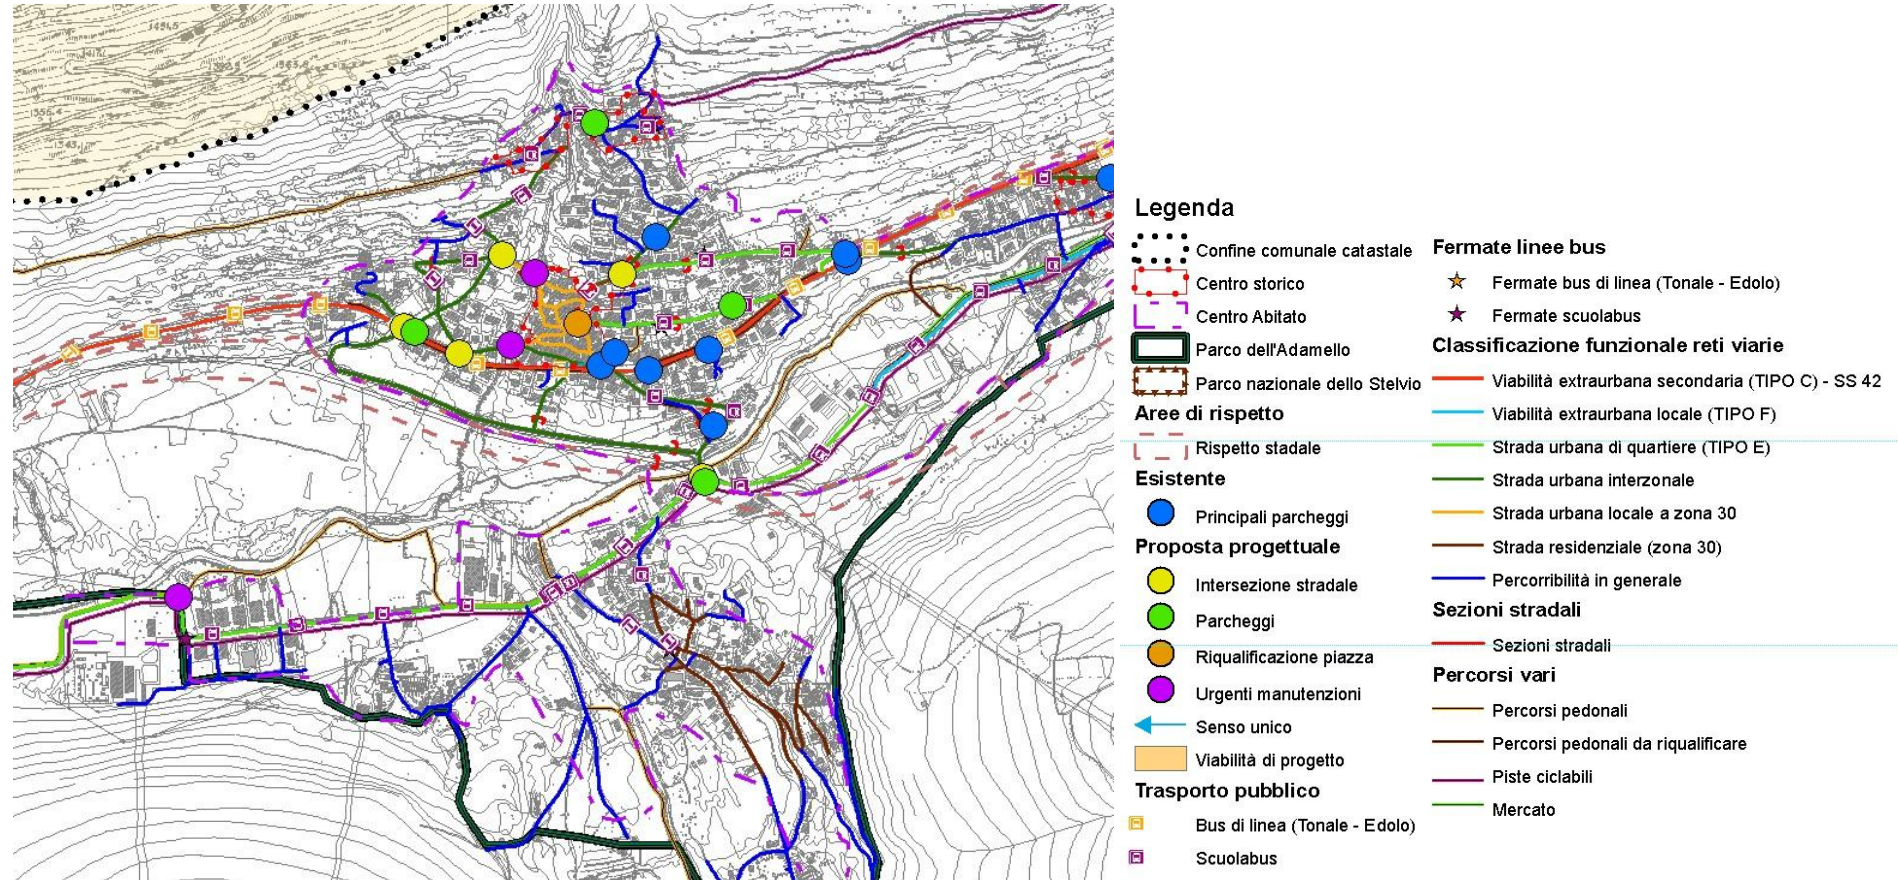 Legenda
Confine comunale catastale
Centro storico
Centro Abitato
Parco dell'Adamello
Parco nazionale dello Stelvio
Aree di rispetto
Rispetto stadale
Esistente
Principali parcheggi
Proposta progettuale
Intersezione stradale
Parcheggi
Riqualificazione piazza
Urgenti manutenzioni
Senso unico
Viabilità di progetto
Trasporto pubblico
Bus di linea (Tonale - Edolo)
Scuolabus
Fermate linee bus
Fermate bus di linea (Tonale - Edolo)
Fermate scuolabus
Classificazione funzionale reti viarie
Viabilità extraurbana secondaria (TIPO C) - SS 42
Viabilità extraurbana locale (TIPO F)
Strada urbana di quartiere (TIPO E)
Strada urbana interzonale
Strada urbana locale a zona 30
Strada residenziale (zona 30)
Percorribilità in generale
Sezioni stradali
Sezioni stradali
Percorsi vari
Percorsi pedonali
Percorsi pedonali da riqualificare
Piste ciclabili
Mercato